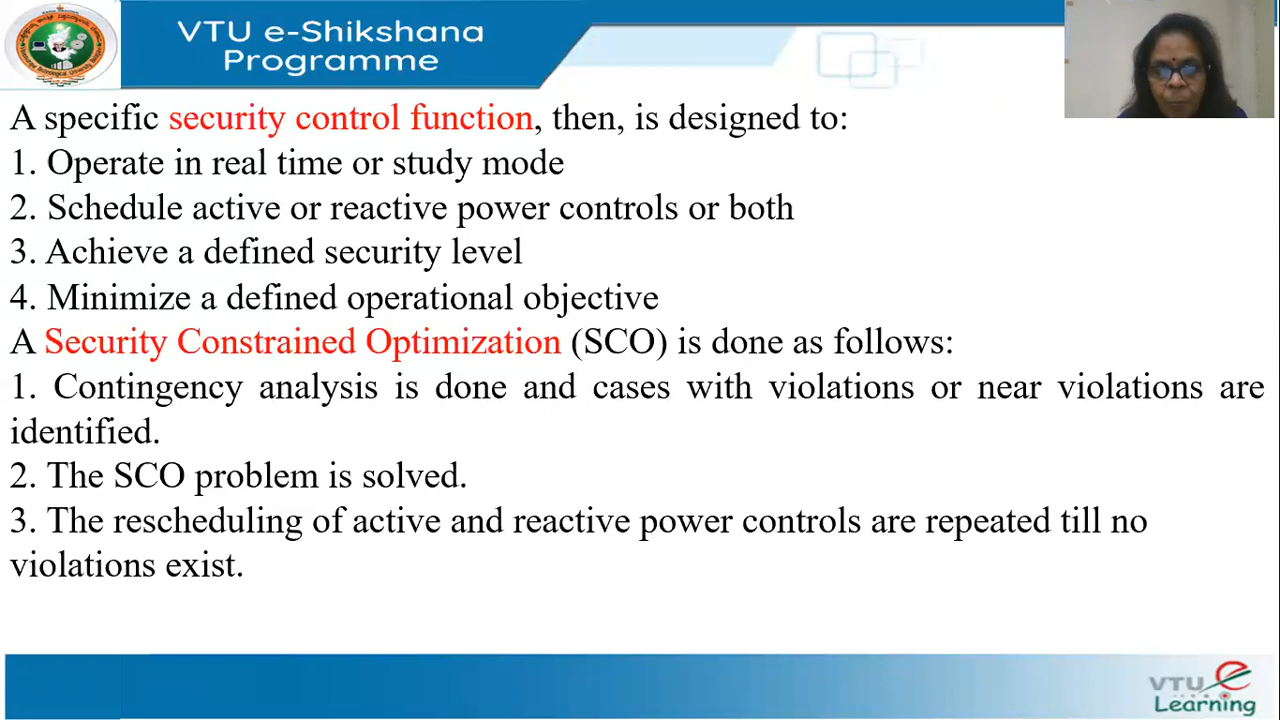 VTU e-Shikshana
Programme
A specific security control function, then, is designed to:
1. Operate in real time or study mode
2. Schedule active or reactive power controls or both
3. Achieve a defined security level
4. Minimize a defined operational objective
A Security Constrained Optimization (SCO) is done as follows:
1. Contingency analysis is done and cases with violations or near violations are
identified.
2. The SCO problem is solved.
3. The rescheduling of active and reactive power controls are repeated till no
violations exist.
VTU e
Learning